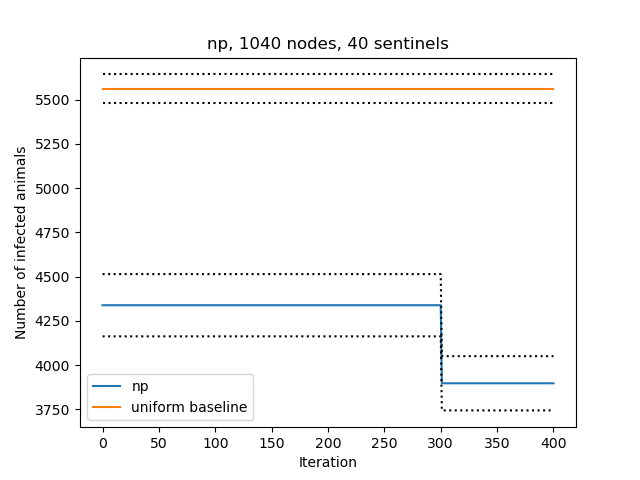 np, 1040 nodes, 40 sentinels
Number of infected animals
5500
5250
5000
4750
4500
4250
4000
3750
np
uniform baseline
0 50 100 150 200 250 300 350 400
Iteration